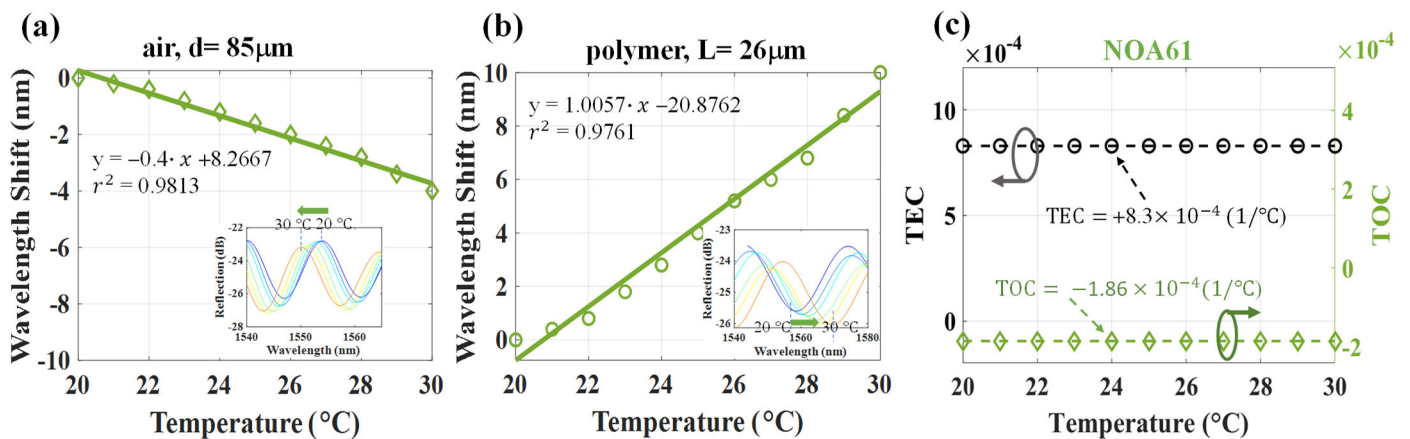 (a)
air, d= 85μm
Wavelength Shift (nm)
0
-2
-4
-6
-8
-10
y = −0.4· x +8.2667
r² = 0.9813
30 °C 20 °C
Reflection (dB)
-22
-24
-26
-28
1540
1550
1560
Wavelength (nm)
20
22
24
26
28
30
Temperature (°C)
(b)
polymer, L= 26μm
Wavelength Shift (nm)
10
8
6
4
2
0
y = 1.0057· x −20.8762
r² = 0.9761
Reflection (dB)
-23
-24
-25
-26
20 °C
30 °C
1540
1560
1580
Wavelength (nm)
20
22
24
26
28
30
Temperature (°C)
(c)
NOA61
×10⁻⁴
×10⁻⁴
TEC
10
5
0
TOC
4
2
0
-2
TEC = +8.3× 10⁻⁴ (1/°C)
TOC = −1.86 × 10⁻⁴(1/°C)
20
22
24
26
28
30
Temperature (°C)